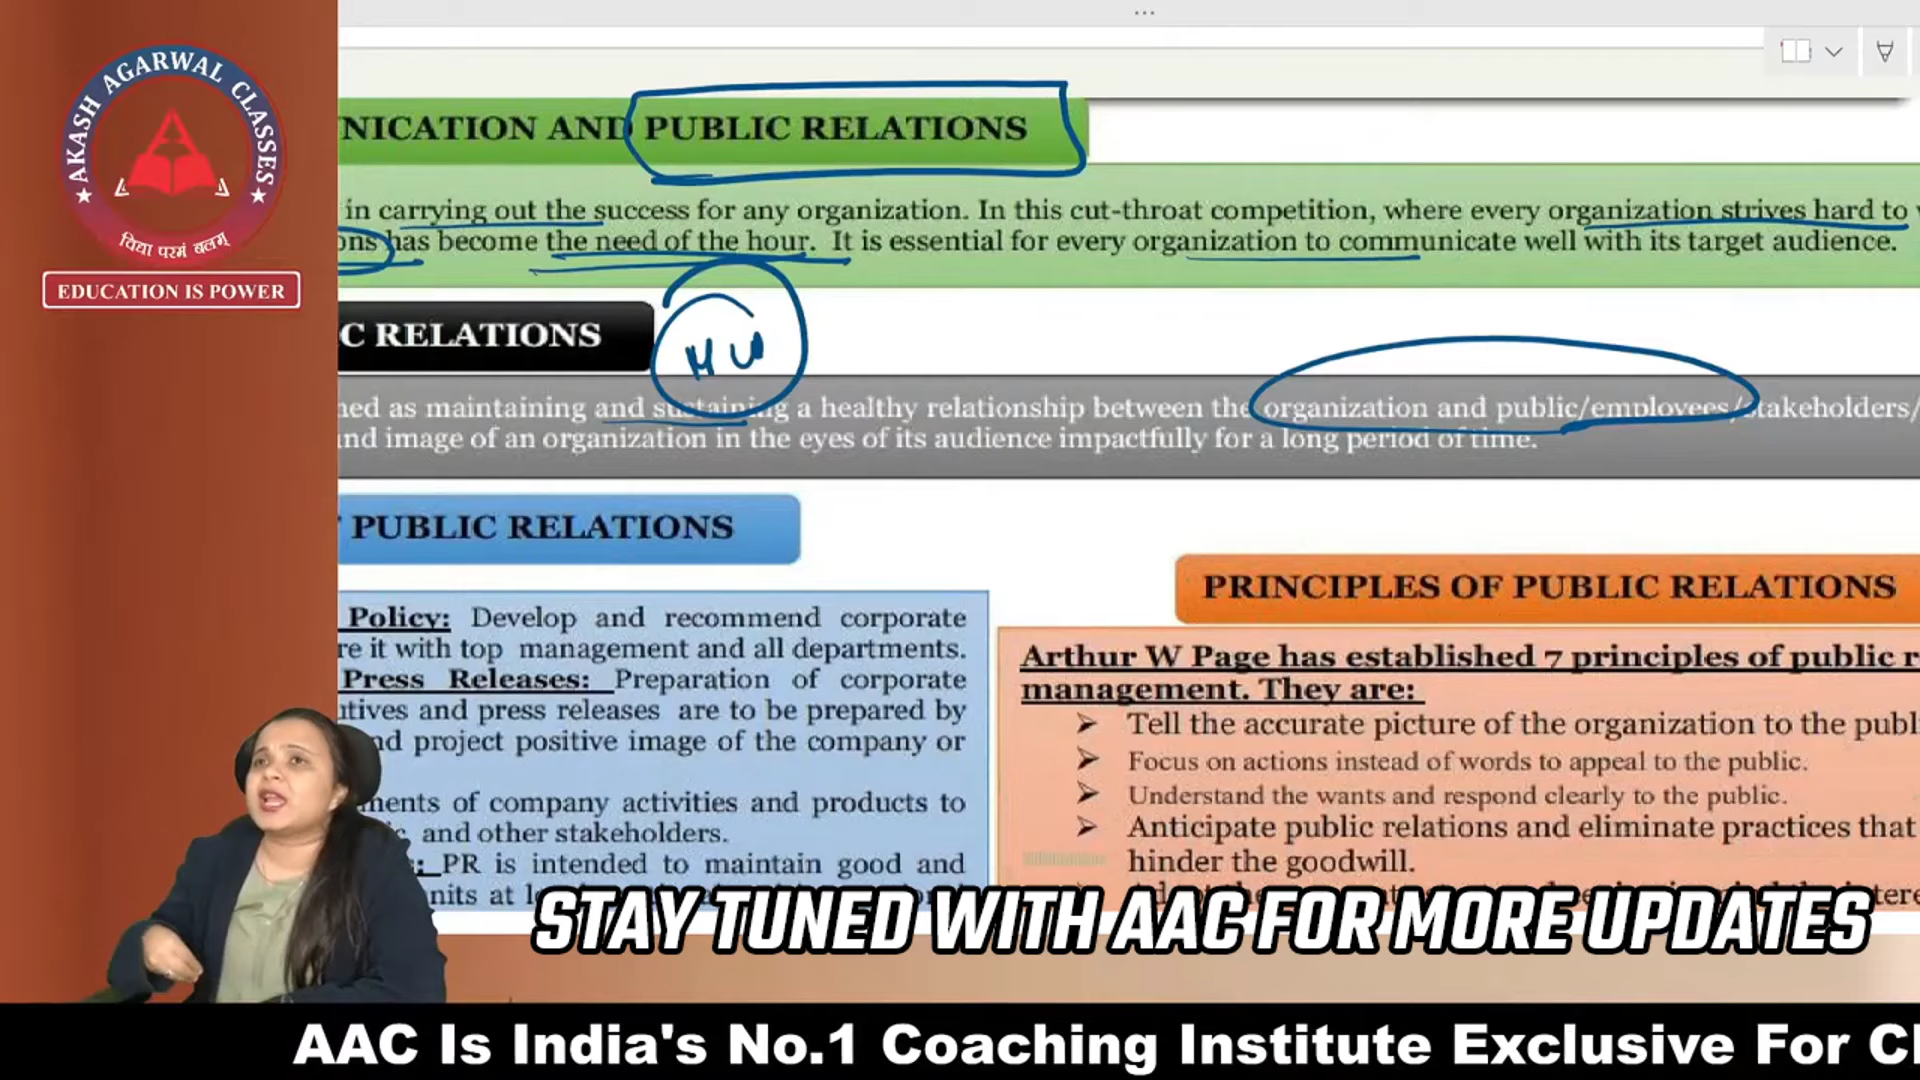 AKASH AGARWAL CLASSES
विद्या परमं बलम्
EDUCATION IS POWER
NICATION AND PUBLIC RELATIONS
in carrying out the success for any organization. In this cut-throat competition, where every organization strives hard to
ons has become the need of the hour. It is essential for every organization to communicate well with its target audience.
C RELATIONS
HW
ned as maintaining and sustaining a healthy relationship between the organization and public/employees/stakeholders/
nd image of an organization in the eyes of its audience impactfully for a long period of time.
PUBLIC RELATIONS
Policy: Develop and recommend corporate
re it with top management and all departments.
Press Releases: Preparation of corporate
tives and press releases are to be prepared by
nd project positive image of the company or
ments of company activities and products to
and other stakeholders.
PR is intended to maintain good and
nits at
PRINCIPLES OF PUBLIC RELATIONS
Arthur W Page has established 7 principles of public r
management. They are:
➤ Tell the accurate picture of the organization to the publ
➤ Focus on actions instead of words to appeal to the public.
➤ Understand the wants and respond clearly to the public.
➤ Anticipate public relations and eliminate practices that
hinder the goodwill.
STAY TUNED WITH AAC FOR MORE UPDATES
AAC Is India's No.1 Coaching Institute Exclusive For